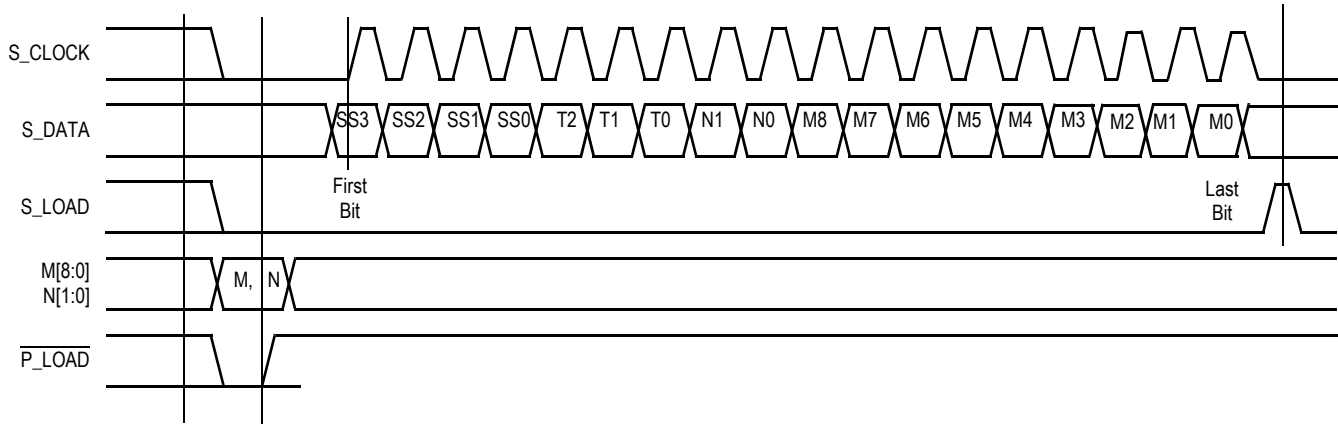 S_CLOCK
S_DATA
SS3 SS2 SS1 SS0 T2 T1 T0 N1 N0 M8 M7 M6 M5 M4 M3 M2 M1 M0
First
Bit
Last
Bit
S_LOAD
M[8:0]
N[1:0]
M, N
P_LOAD